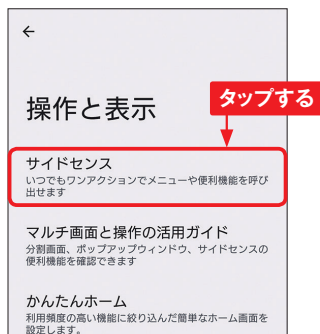 ←
操作と表示
タップする
サイドセンス
いつでもワンアクションでメニューや便利機能を呼び
出せます
マルチ画面と操作の活用ガイド
分割画面、ポップアップウィンドウ、サイドセンスの
便利機能を確認できます
かんたんホーム
利用頻度の高い機能に絞り込んだ簡単なホーム画面を
設定します。